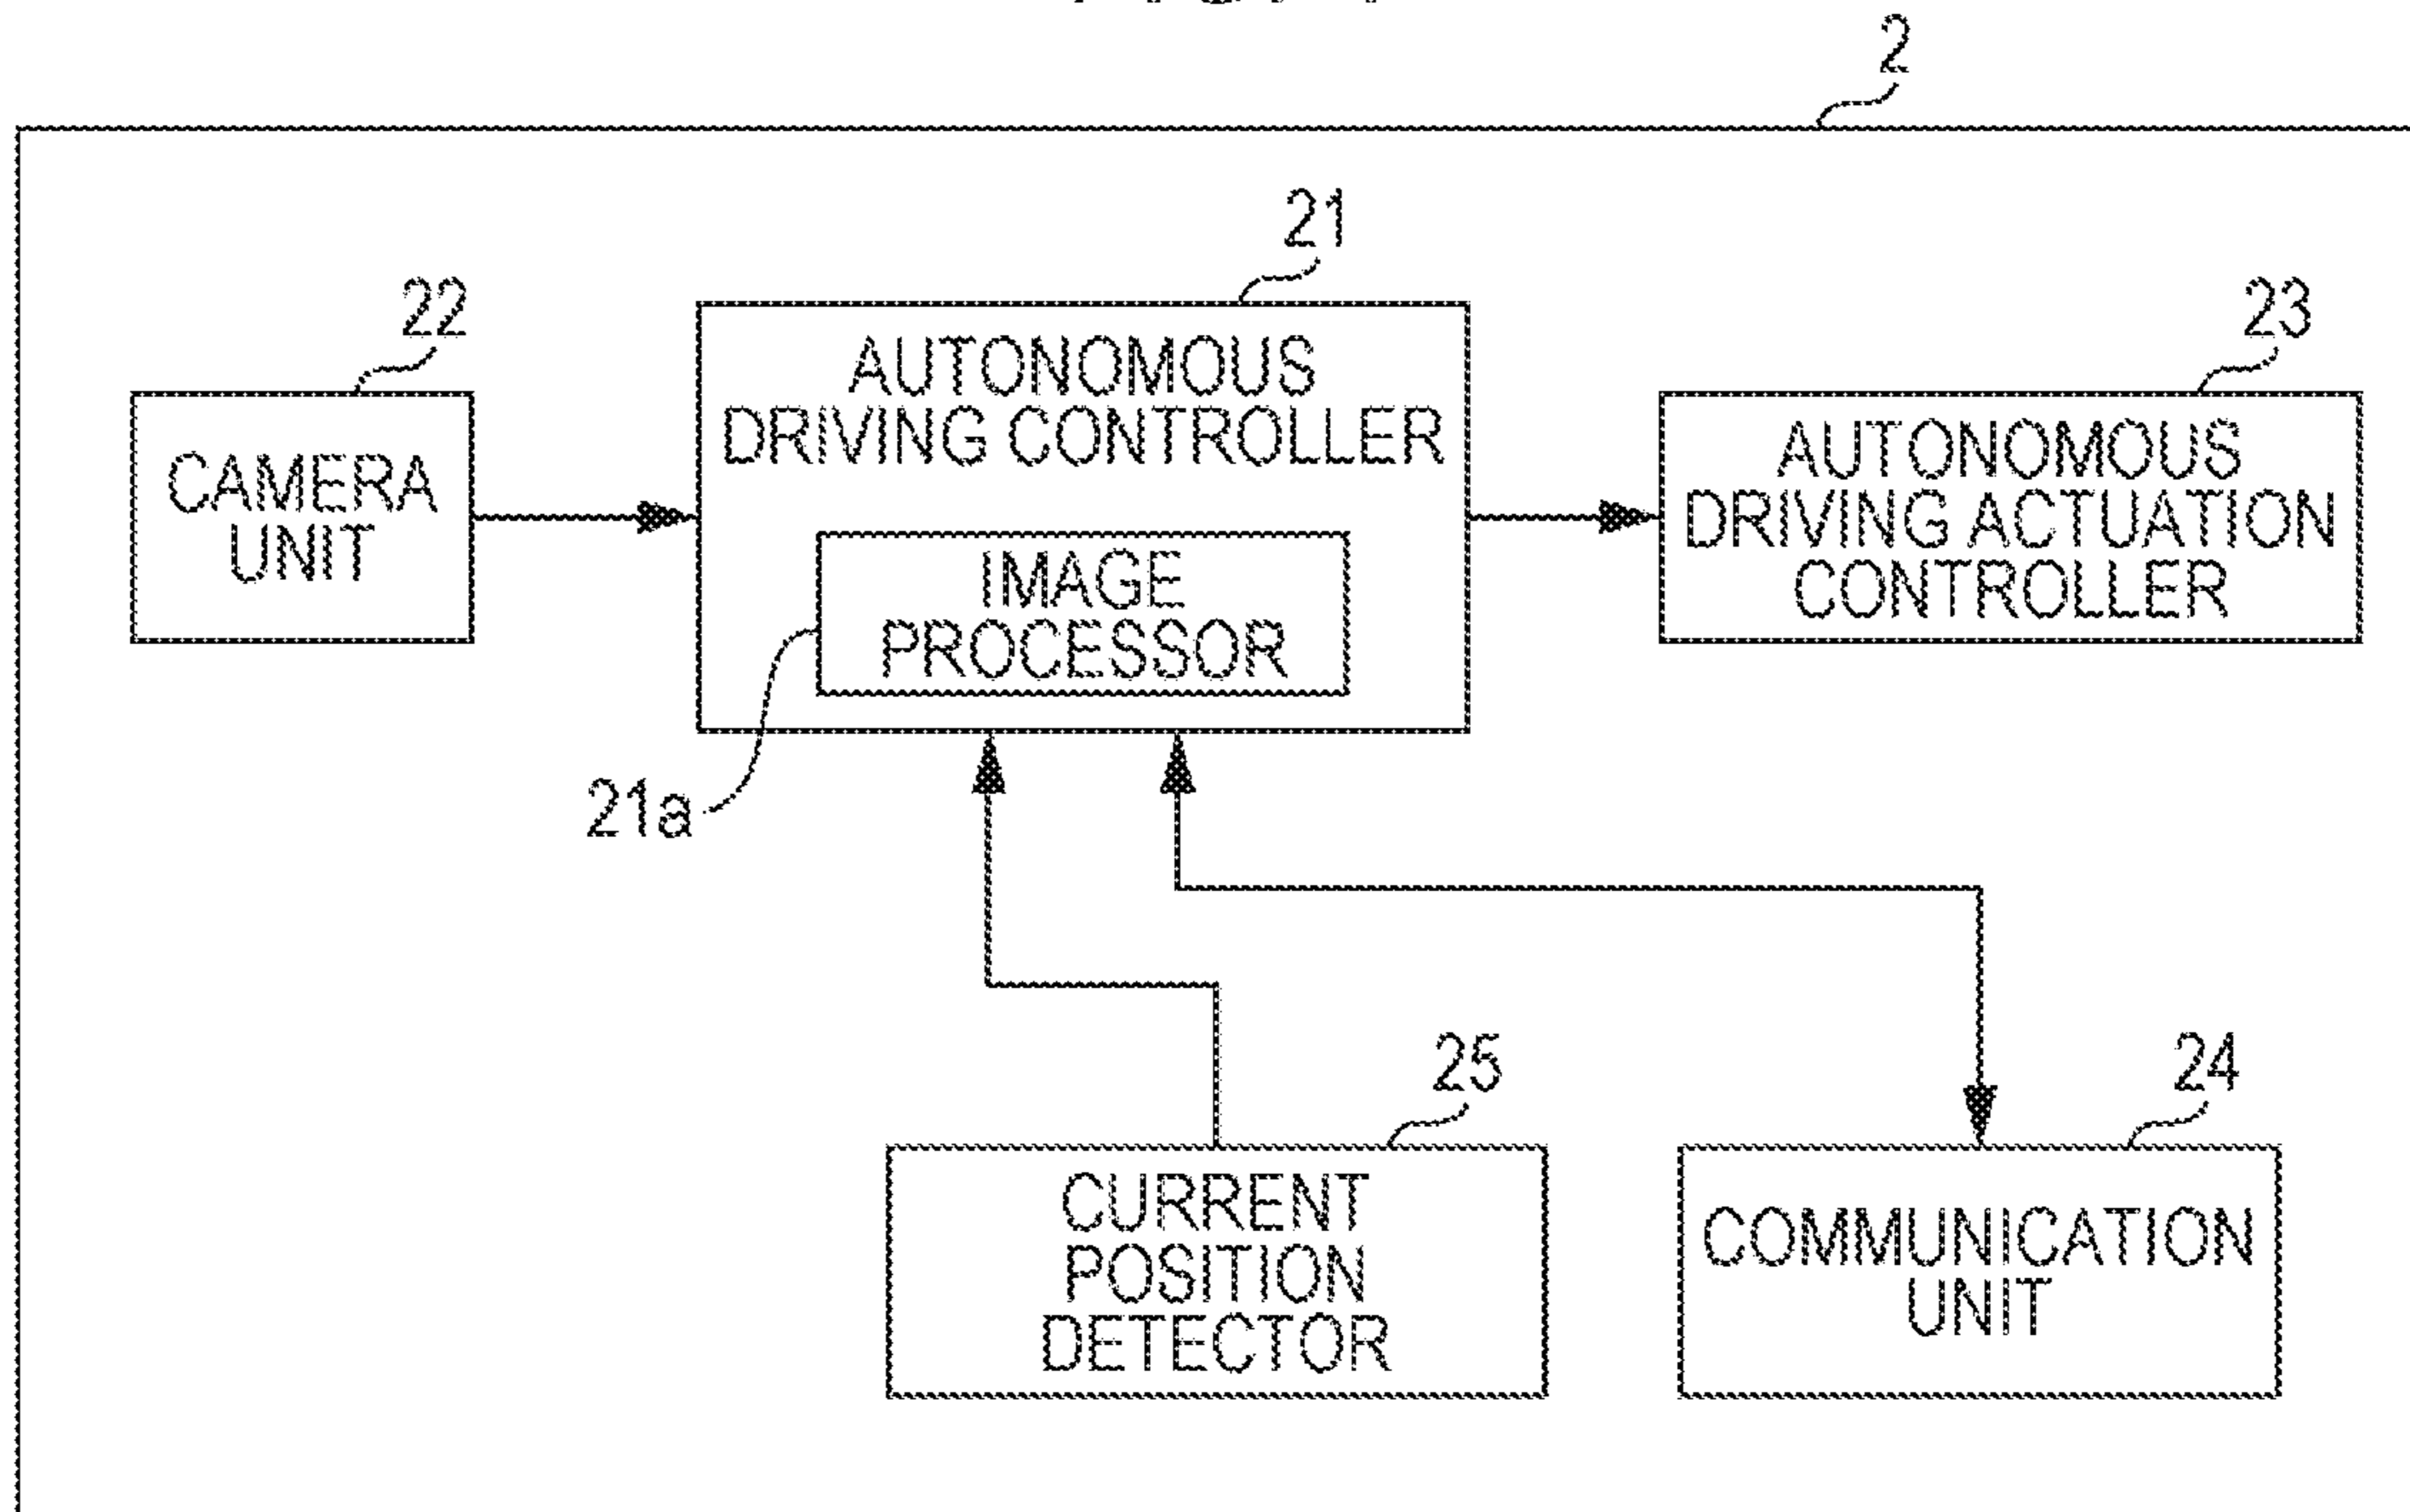 2
21
22
23
AUTONOMOUS
DRIVING CONTROLLER
CAMERA
UNIT
AUTONOMOUS
DRIVING ACTUATION
CONTROLLER
IMAGE
PROCESSOR
21a
25
24
CURRENT
POSITION
DETECTOR
COMMUNICATION
UNIT